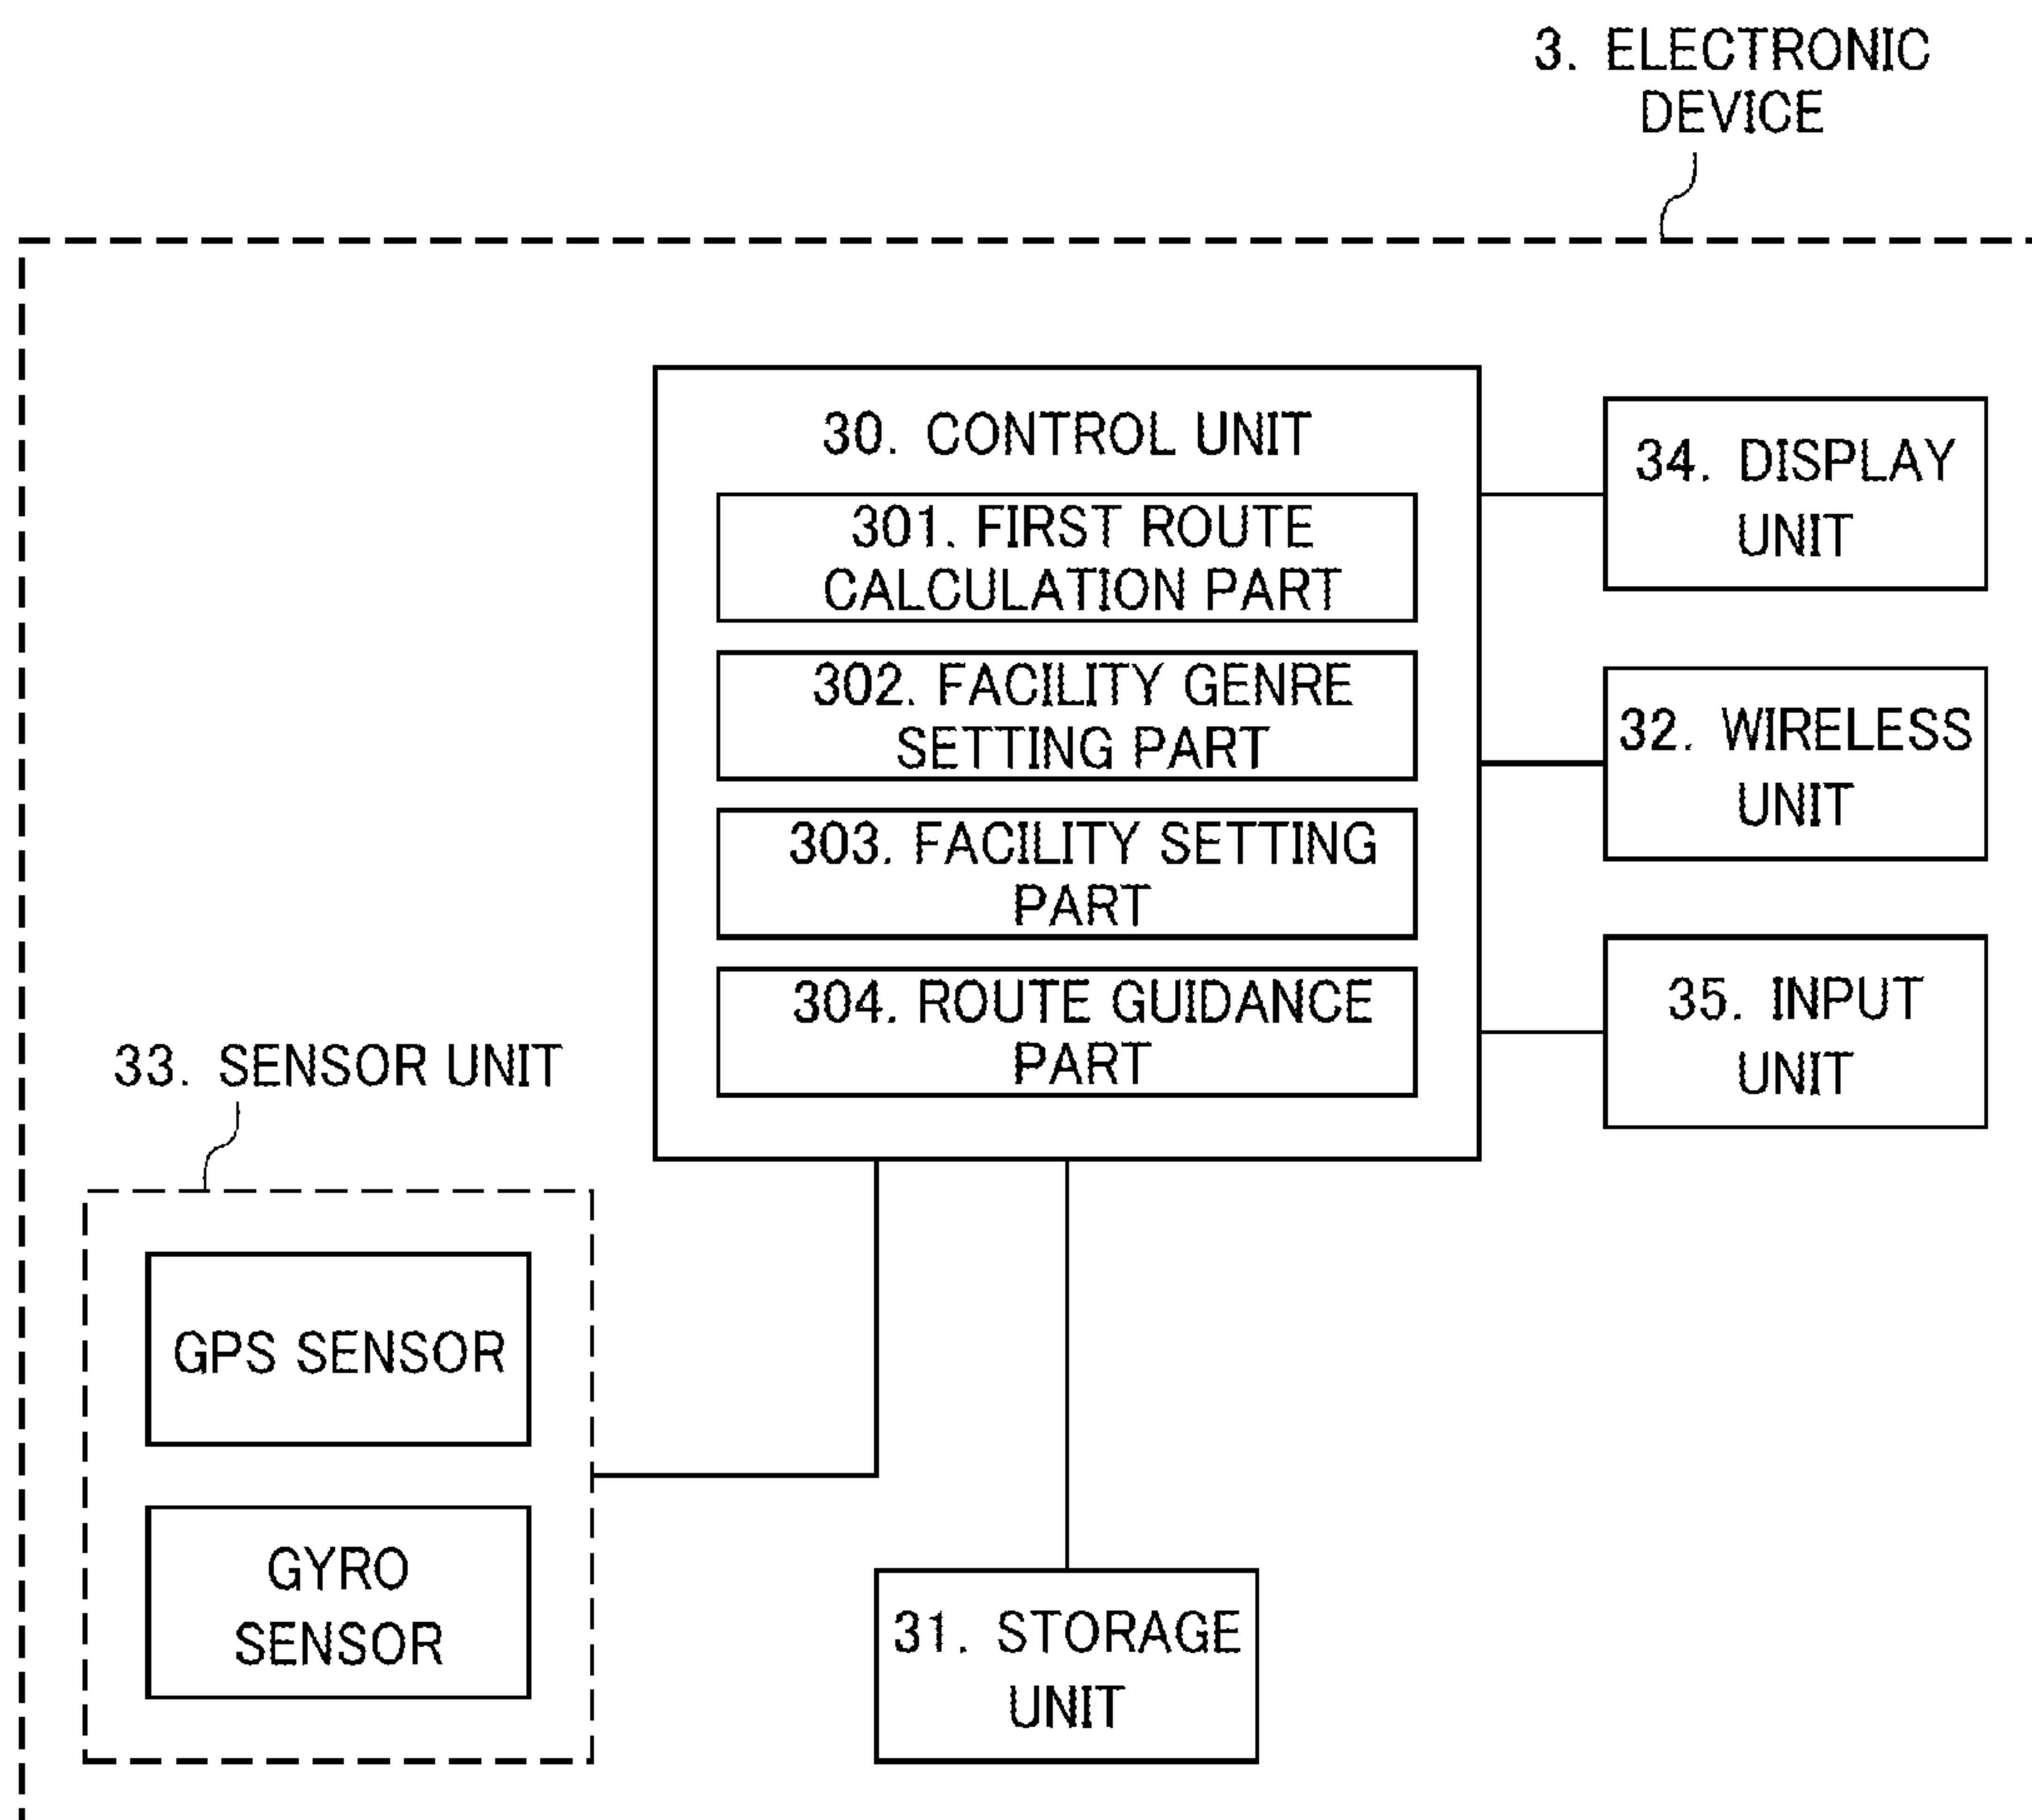 3. ELECTRONIC
DEVICE
30. CONTROL UNIT
301. FIRST ROUTE
CALCULATION PART
302. FACILITY GENRE
SETTING PART
303. FACILITY SETTING
PART
304. ROUTE GUIDANCE
PART
34. DISPLAY
UNIT
32. WIRELESS
UNIT
35. INPUT
UNIT
33. SENSOR UNIT
GPS SENSOR
GYRO
SENSOR
31. STORAGE
UNIT